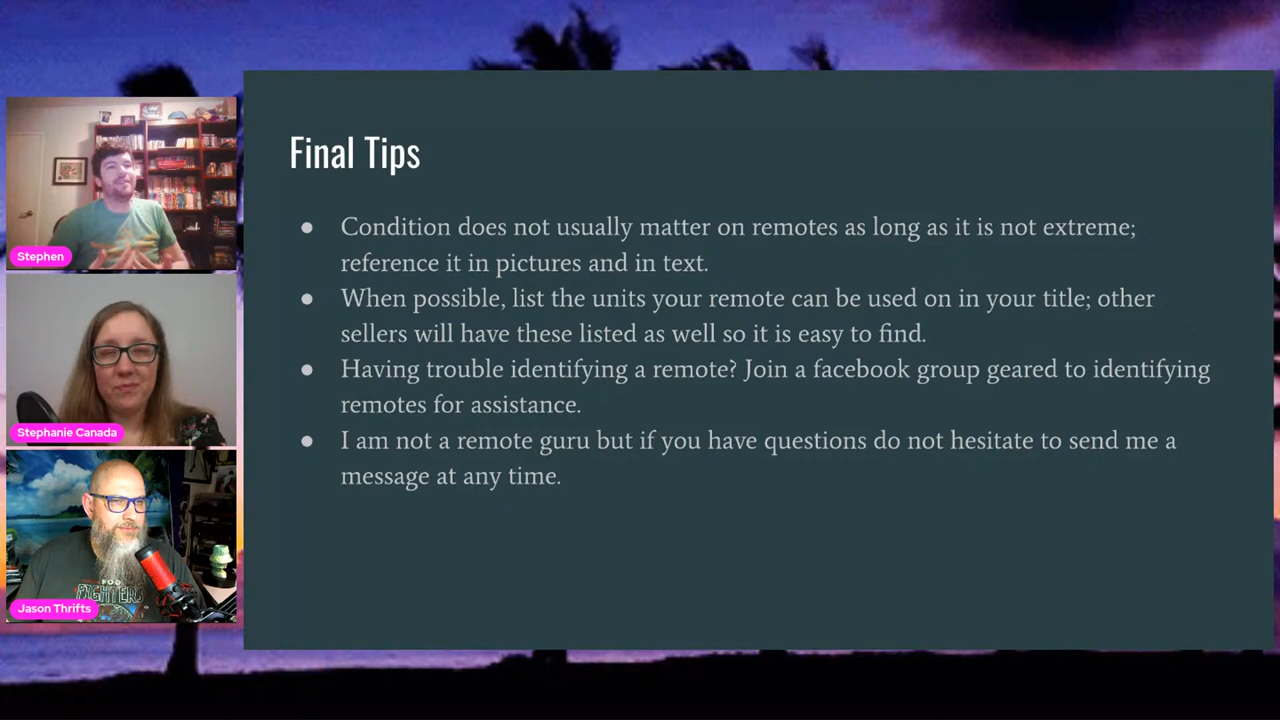 Final Tips
● Condition does not usually matter on remotes as long as it is not extreme;
reference it in pictures and in text.
● When possible, list the units your remote can be used on in your title; other
sellers will have these listed as well so it is easy to find.
● Having trouble identifying a remote? Join a facebook group geared to identifying
remotes for assistance.
● I am not a remote guru but if you have questions do not hesitate to send me a
message at any time.
Stephen
Stephanie Canada
FOO
FIGHTERS
Jason Thrifts